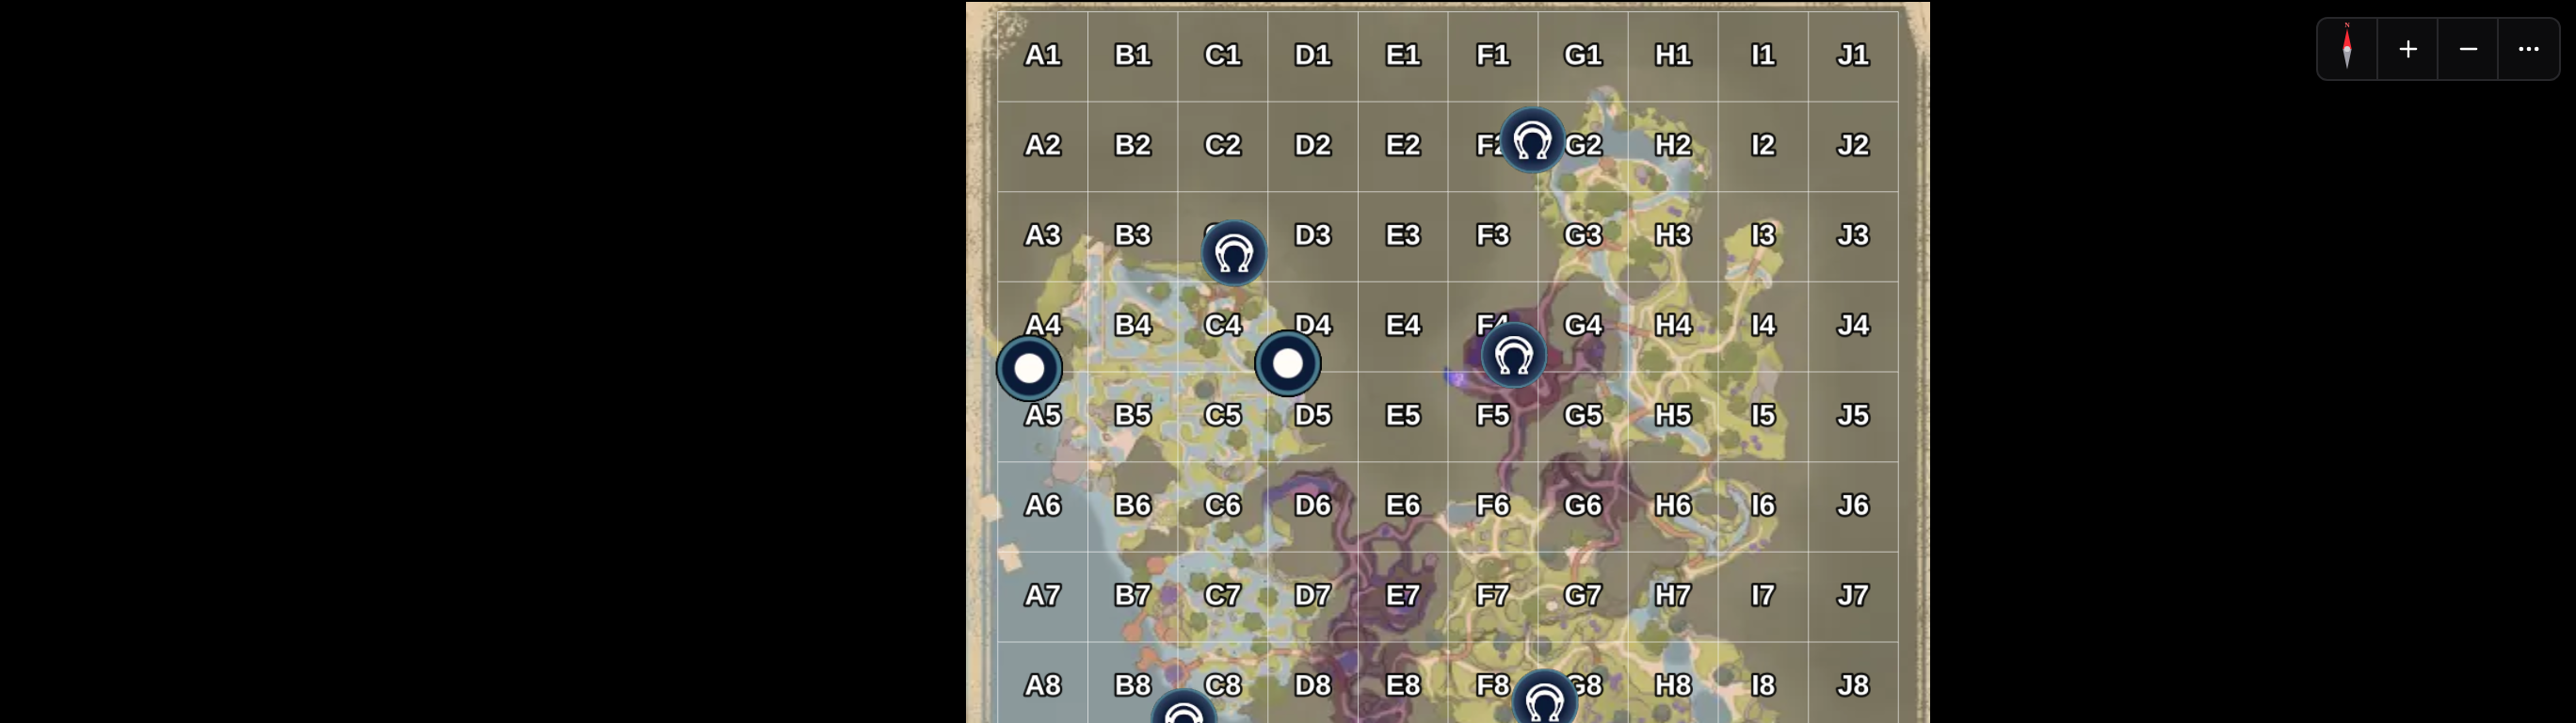 N
A1 B1 C1 D1 E1 F1 G1 H1 I1 J1
A2 B2 C2 D2 E2 F2 G2 H2 I2 J2
A3 B3 D3 E3 F3 G3 H3 I3 J3
A4 B4 C4 D4 E4 F4 G4 H4 I4 J4
A5 B5 C5 D5 E5 F5 G5 H5 I5 J5
A6 B6 C6 D6 E6 F6 G6 H6 I6 J6
A7 B7 C7 D7 E7 F7 G7 H7 I7 J7
A8 B8 C8 D8 E8 F8 G8 H8 I8 J8